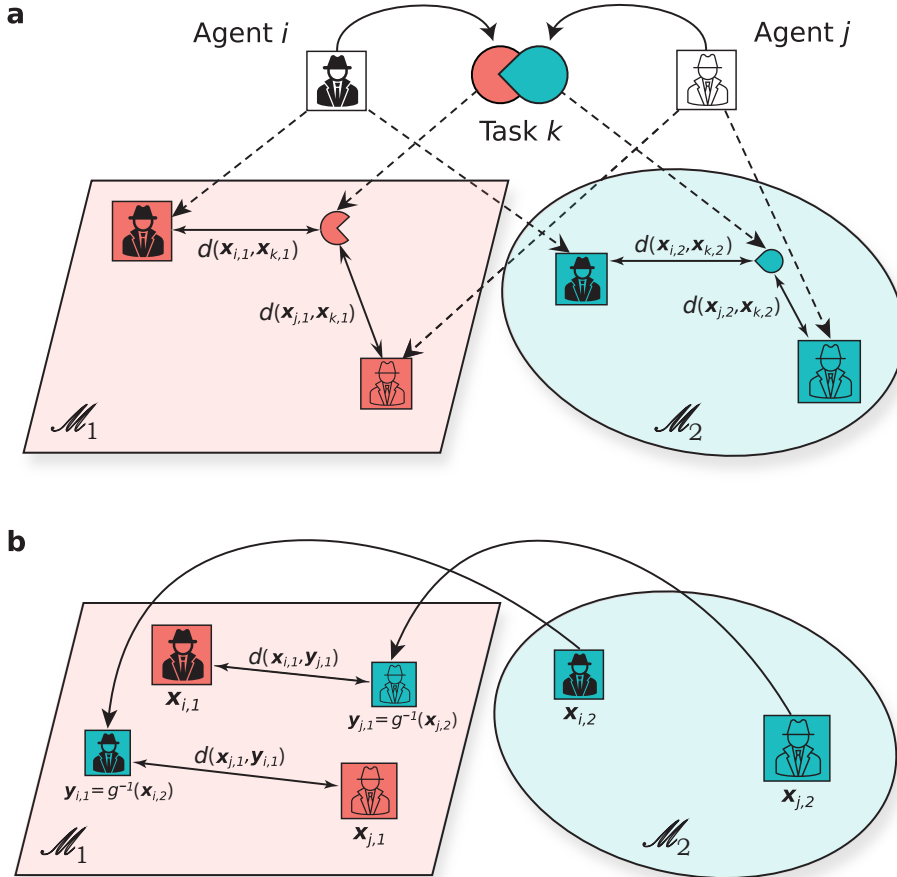 a
Agent i
Agent j
Task k
d(x_{i,1},x_{k,1})
d(x_{i,2},x_{k,2})
d(x_{j,1},x_{k,1})
d(x_{j,2},x_{k,2})
ℳ₁
ℳ₂
b
d(x_{i,1},y_{j,1})
x_{i,1}
y_{j,1}=g⁻¹(x_{j,2})
x_{i,2}
d(x_{j,1},y_{i,1})
y_{i,1}=g⁻¹(x_{i,2})
x_{j,2}
x_{j,1}
ℳ₁
ℳ₂